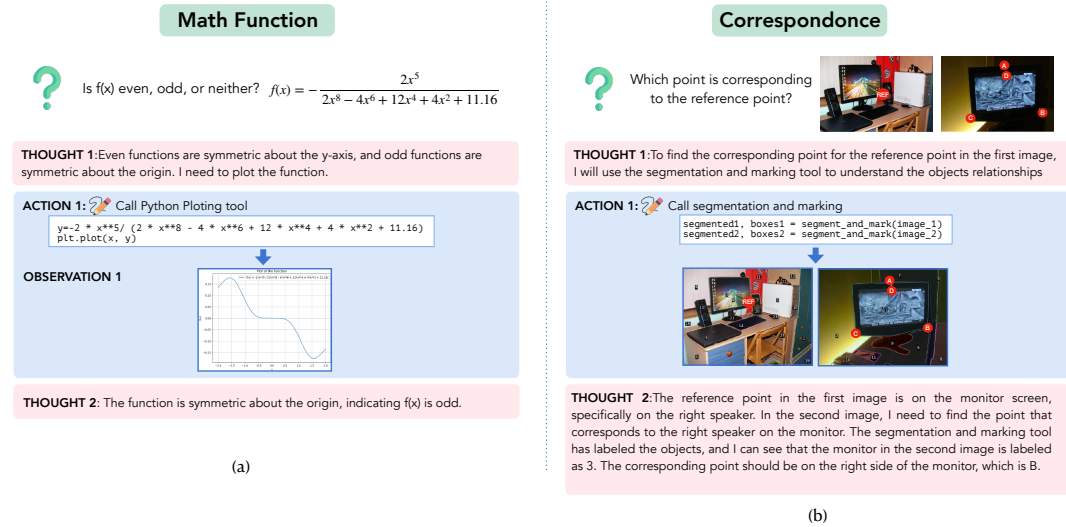 Math Function
Is f(x) even, odd, or neither? f(x) = − 2x⁵ / 2x⁸ − 4x⁶ + 12x⁴ + 4x² + 11.16
THOUGHT 1:Even functions are symmetric about the y-axis, and odd functions are
symmetric about the origin. I need to plot the function.
ACTION 1: Call Python Ploting tool
y=-2 * x**5/ (2 * x**8 - 4 * x**6 + 12 * x**4 + 4 * x**2 + 11.16)
plt.plot(x, y)
OBSERVATION 1
Plot of the function
THOUGHT 2: The function is symmetric about the origin, indicating f(x) is odd.
(a)
Correspondonce
Which point is corresponding
to the reference point?
REF
A
D
B
C
THOUGHT 1:To find the corresponding point for the reference point in the first image,
I will use the segmentation and marking tool to understand the objects relationships
ACTION 1: Call segmentation and marking
segmented1, boxes1 = segment_and_mark(image_1)
segmented2, boxes2 = segment_and_mark(image_2)
REF
A
D
C
B
THOUGHT 2:The reference point in the first image is on the monitor screen,
specifically on the right speaker. In the second image, I need to find the point that
corresponds to the right speaker on the monitor. The segmentation and marking tool
has labeled the objects, and I can see that the monitor in the second image is labeled
as 3. The corresponding point should be on the right side of the monitor, which is B.
(b)